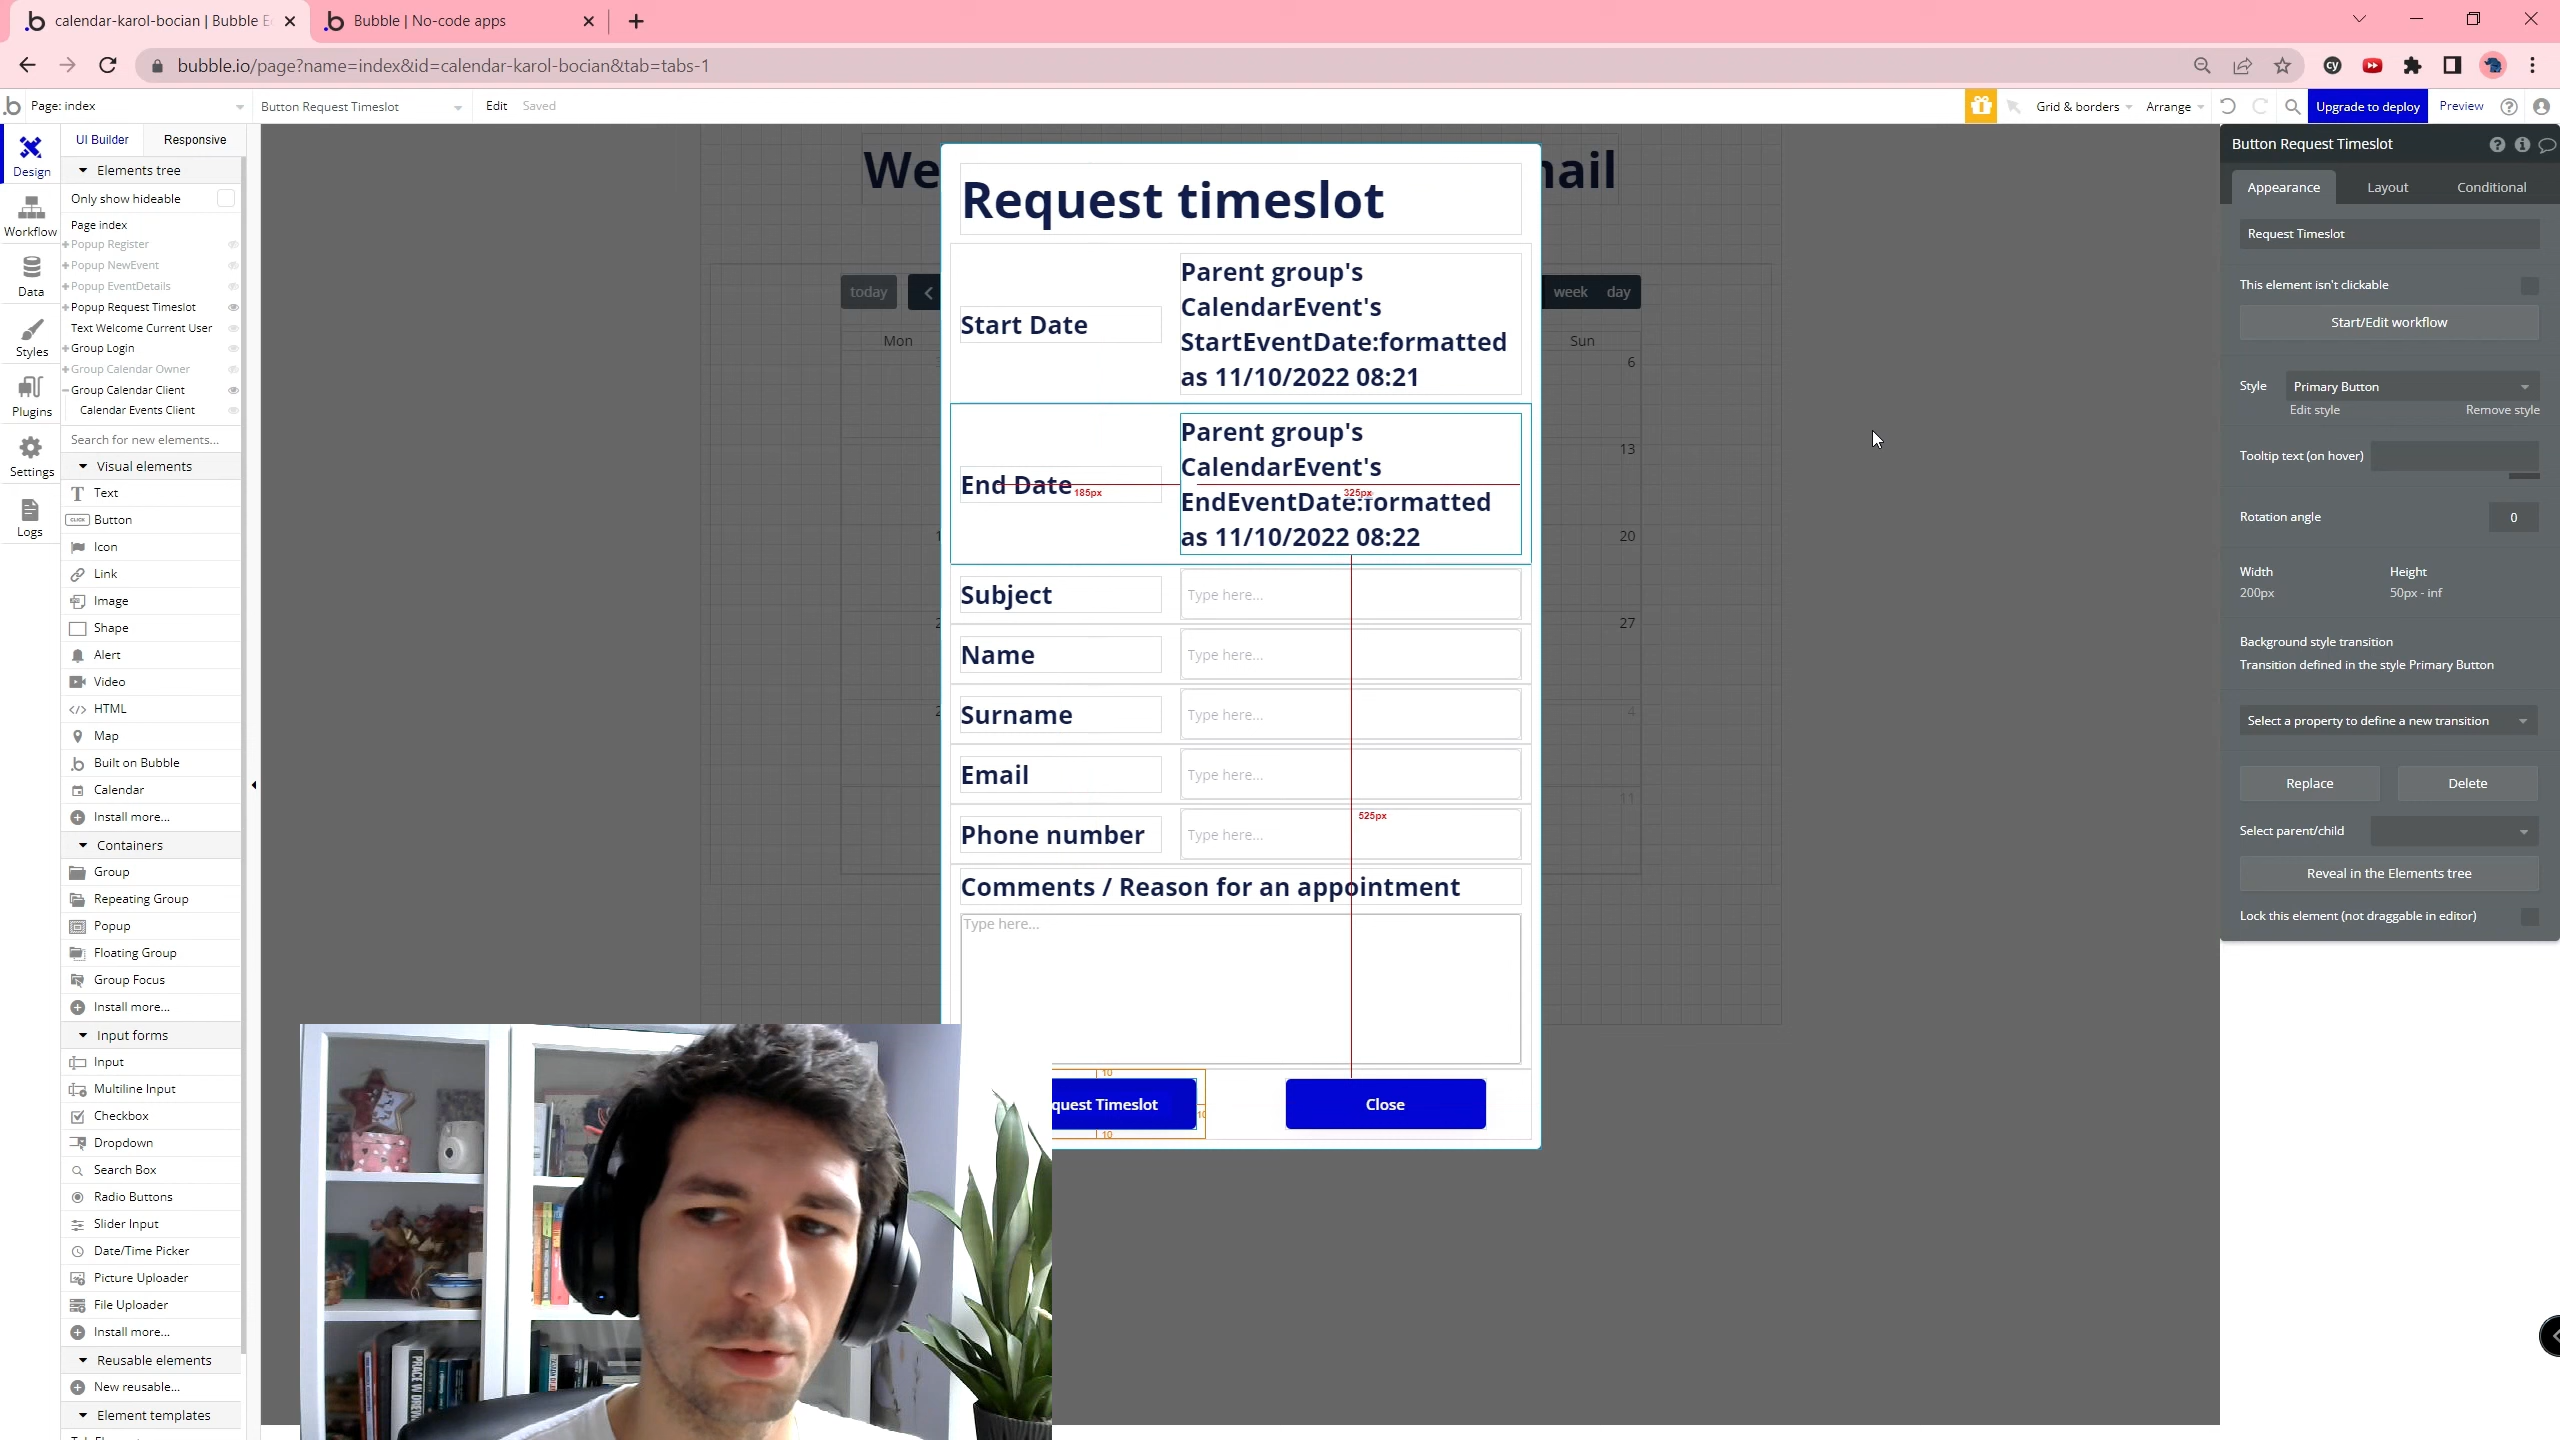 calendar-karol-bocian | Bubble E
Bubble | No-code apps
bubble.io/page?name=index&id=calendar-karol-bocian&tab=tabs-1
Page: index
Button Request Timeslot
Edit
Saved
Grid & borders
Arrange
Upgrade to deploy
Preview
Design
Workflow
Data
Styles
Plugins
Settings
Logs
UI Builder
Responsive
Elements tree
Only show hideable
Page index
Popup Register
Popup NewEvent
Popup EventDetails
Popup Request Timeslot
Text Welcome Current User
Group Login
Group Calendar Owner
Group Calendar Client
Calendar Events Client
Search for new elements...
Visual elements
Text
CLICK Button
Icon
Link
Image
Shape
Alert
Video
HTML
Map
Built on Bubble
Calendar
Install more...
Containers
Group
Repeating Group
Popup
Floating Group
Group Focus
Install more...
Input forms
Input
Multiline Input
Checkbox
Dropdown
Search Box
Radio Buttons
Slider Input
Date/Time Picker
Picture Uploader
File Uploader
Install more...
Reusable elements
New reusable...
Element templates
We
nail
today
week
day
Mon
Sun
6
13
20
27
4
11
Request timeslot
Start Date
Parent group's
CalendarEvent's
StartEventDate:formatted
as 11/10/2022 08:21
End Date
Parent group's
CalendarEvent's
EndEventDate:formatted
as 11/10/2022 08:22
185px
325px
Subject
Type here...
Name
Type here...
Surname
Type here...
Email
Type here...
525px
Phone number
Type here...
Comments / Reason for an appointment
Type here...
10
quest Timeslot
10
10
Close
PRACE W DREW
Button Request Timeslot
Appearance
Layout
Conditional
Request Timeslot
This element isn't clickable
Start/Edit workflow
Style
Primary Button
Edit style
Remove style
Tooltip text (on hover)
Rotation angle
0
Width
Height
200px
50px - inf
Background style transition
Transition defined in the style Primary Button
Select a property to define a new transition
Replace
Delete
Select parent/child
Reveal in the Elements tree
Lock this element (not draggable in editor)